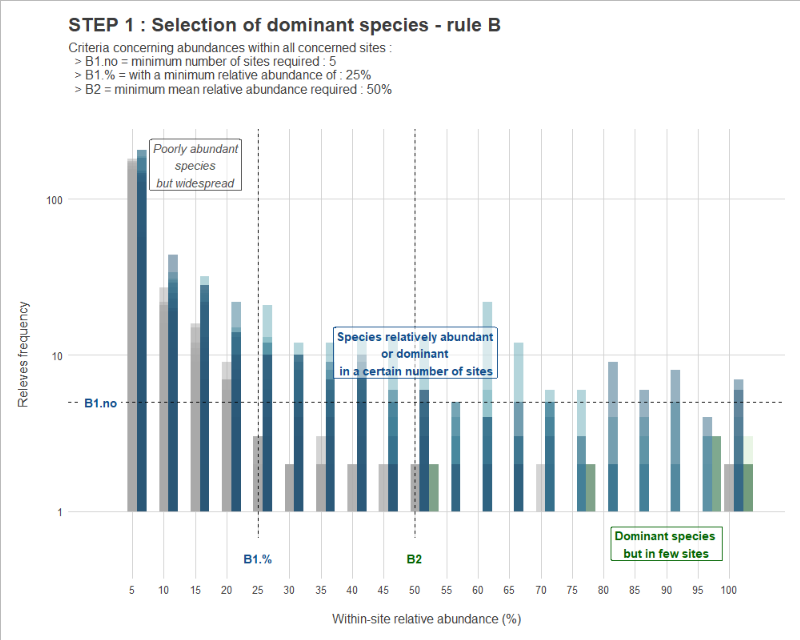 STEP 1 : Selection of dominant species - rule B
Criteria concerning abundances within all concerned sites :
> B1.no = minimum number of sites required : 5
> B1.% = with a minimum relative abundance of : 25%
> B2 = minimum mean relative abundance required : 50%
Poorly abundant
species
but widespread
100
Species relatively abundant
or dominant
in a certain number of sites
10
Releves frequency
B1.no
1
Dominant species
but in few sites
B1.%
B2
5 10 15 20 25 30 35 40 45 50 55 60 65 70 75 80 85 90 95 100
Within-site relative abundance (%)